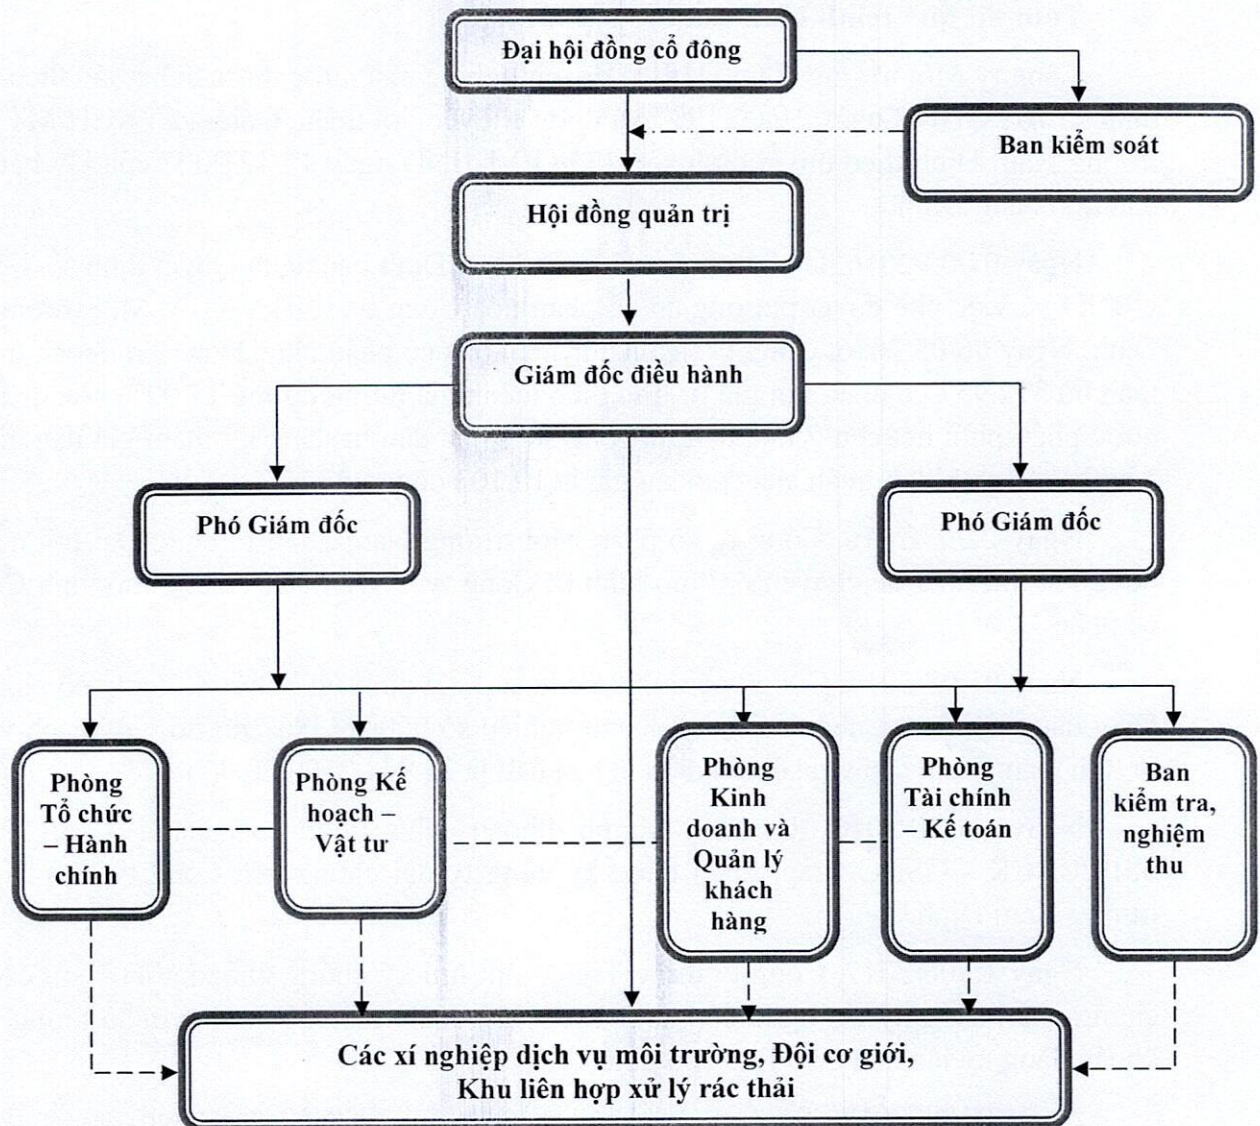 Đại hội đồng cổ đông
Ban kiểm soát
Hội đồng quản trị
Giám đốc điều hành
Phó Giám đốc
Phó Giám đốc
Phòng
Tổ chức
– Hành
chính
Phòng Kế
hoạch –
Vật tư
Phòng
Kinh
doanh và
Quản lý
khách
hàng
Phòng
Tài chính
– Kế toán
Ban
kiểm tra,
nghiệm
thu
Các xí nghiệp dịch vụ môi trường, Đội cơ giới,
Khu liên hợp xử lý rác thải